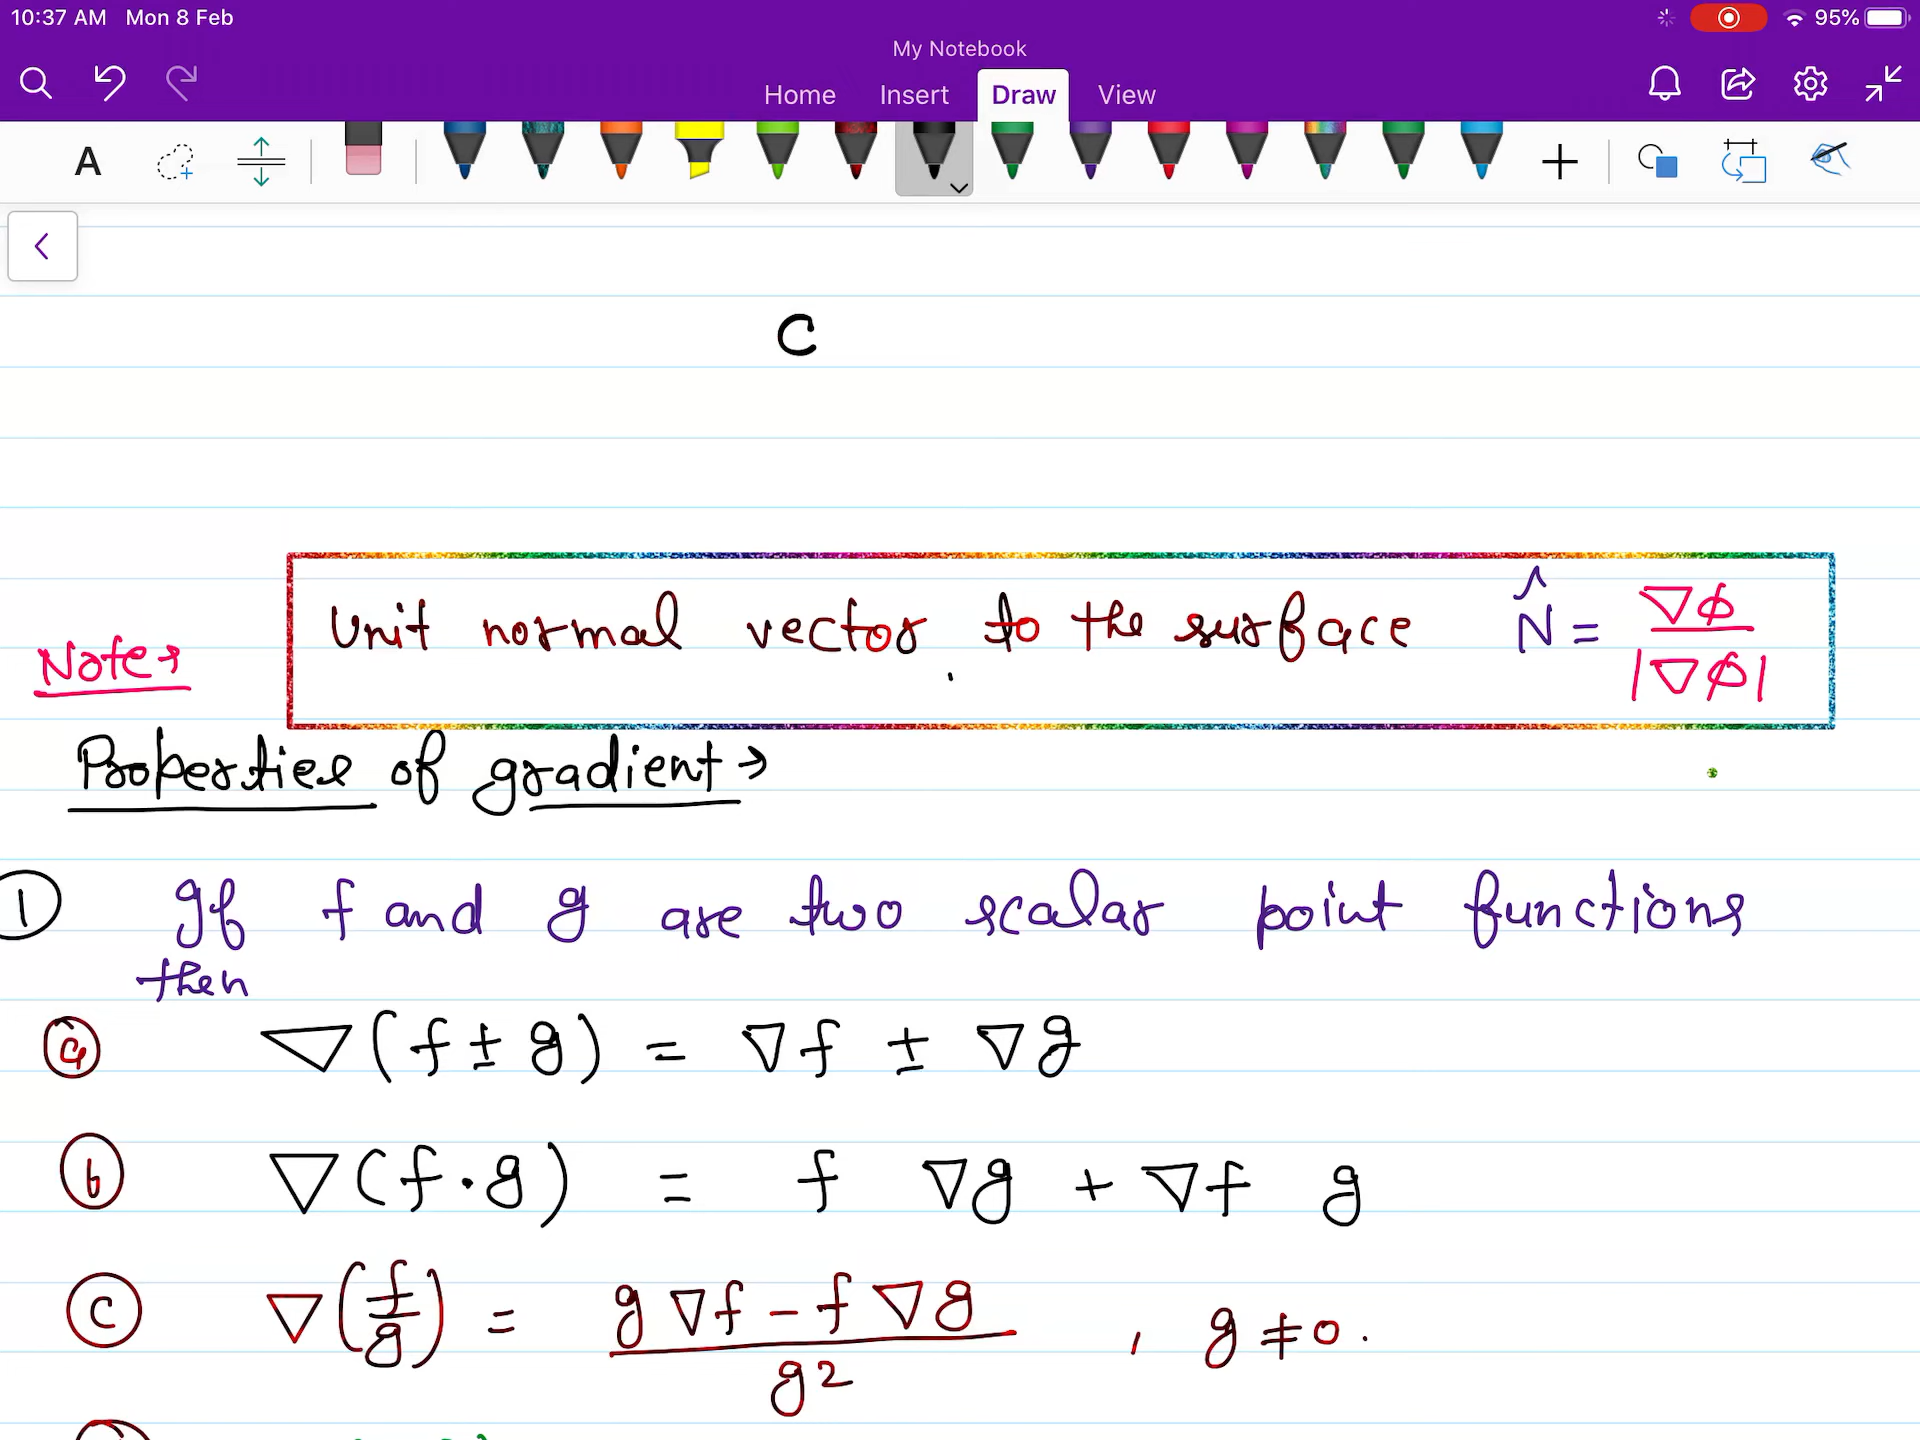 10:37 AM Mon 8 Feb
95%
My Notebook
Home Insert Draw View
A
C
Unit normal vector to the surface N̂ = ∇ϕ / |∇ϕ|
Note→
Properties of gradient →
① If f and g are two scalar point functions
then
ⓐ ∇(f ± g) = ∇f ± ∇g
ⓑ ∇(f·g) = f ∇g + ∇f g
ⓒ ∇(f/g) = (g∇f − f∇g) / g2 , g ≠ 0.